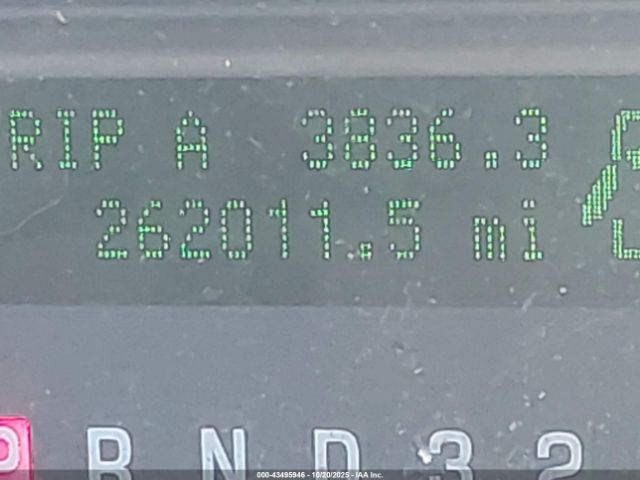 RIP A 3836.3
262011.5 mi
P R N D 3 2
000-43495946 - 10/20/2025 - IAA Inc.